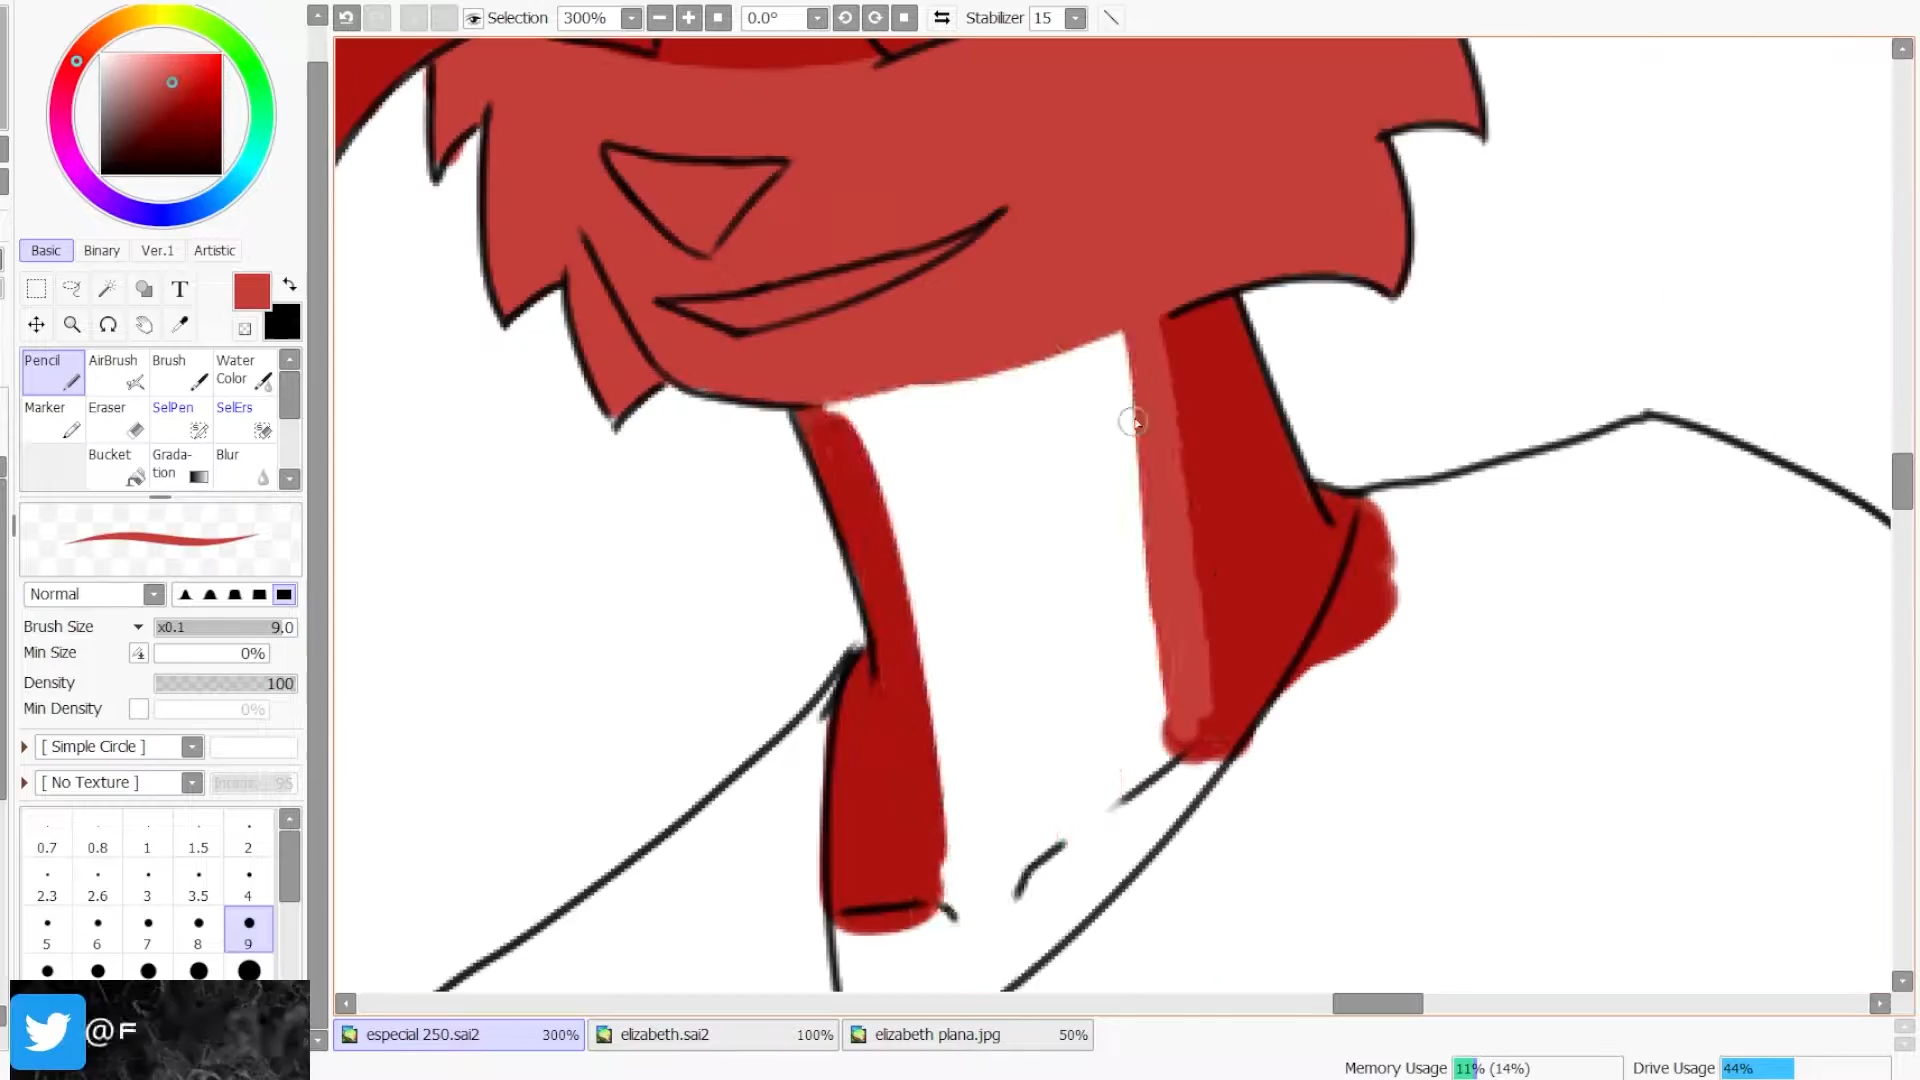 Selection 300% 0.0° Stabilizer 15
Basic Binary Ver.1 Artistic
T
Pencil AirBrush Brush Water Color
Marker Eraser SelPen SelErs
Bucket Grada-tion Blur
Normal
Brush Size x0.1 9.0
Min Size 0%
Density 100
Min Density 0%
[ Simple Circle ]
[ No Texture ] 95
0.7 0.8 1 1.5 2
2.3 2.6 3 3.5 4
5 6 7 8 9
@F
especial 250.sai2 300% elizabeth.sai2 100% elizabeth plana.jpg 50%
Memory Usage 11% (14%) Drive Usage 44%